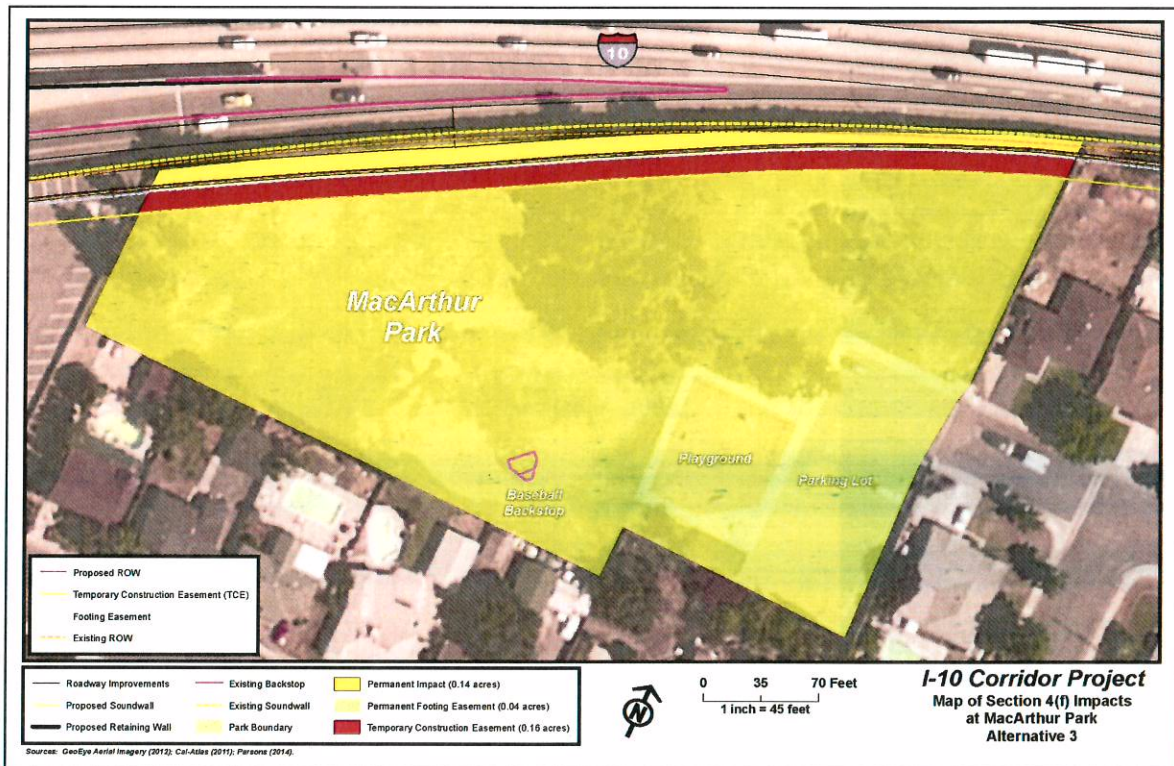 10
MacArthur
Park
Playground
Parking Lot
Baseball
Backstop
Proposed ROW
Temporary Construction Easement (TCE)
Footing Easement
Existing ROW
Roadway Improvements
Proposed Soundwall
Proposed Retaining Wall
Existing Backstop
Existing Soundwall
Park Boundary
Permanent Impact (0.14 acres)
Permanent Footing Easement (0.04 acres)
Temporary Construction Easement (0.16 acres)
N
0 35 70 Feet
1 inch = 45 feet
I-10 Corridor Project
Map of Section 4(f) Impacts
at MacArthur Park
Alternative 3
Sources: GeoEye Aerial Imagery (2012); Cal-Atlas (2011); Parsons (2014).